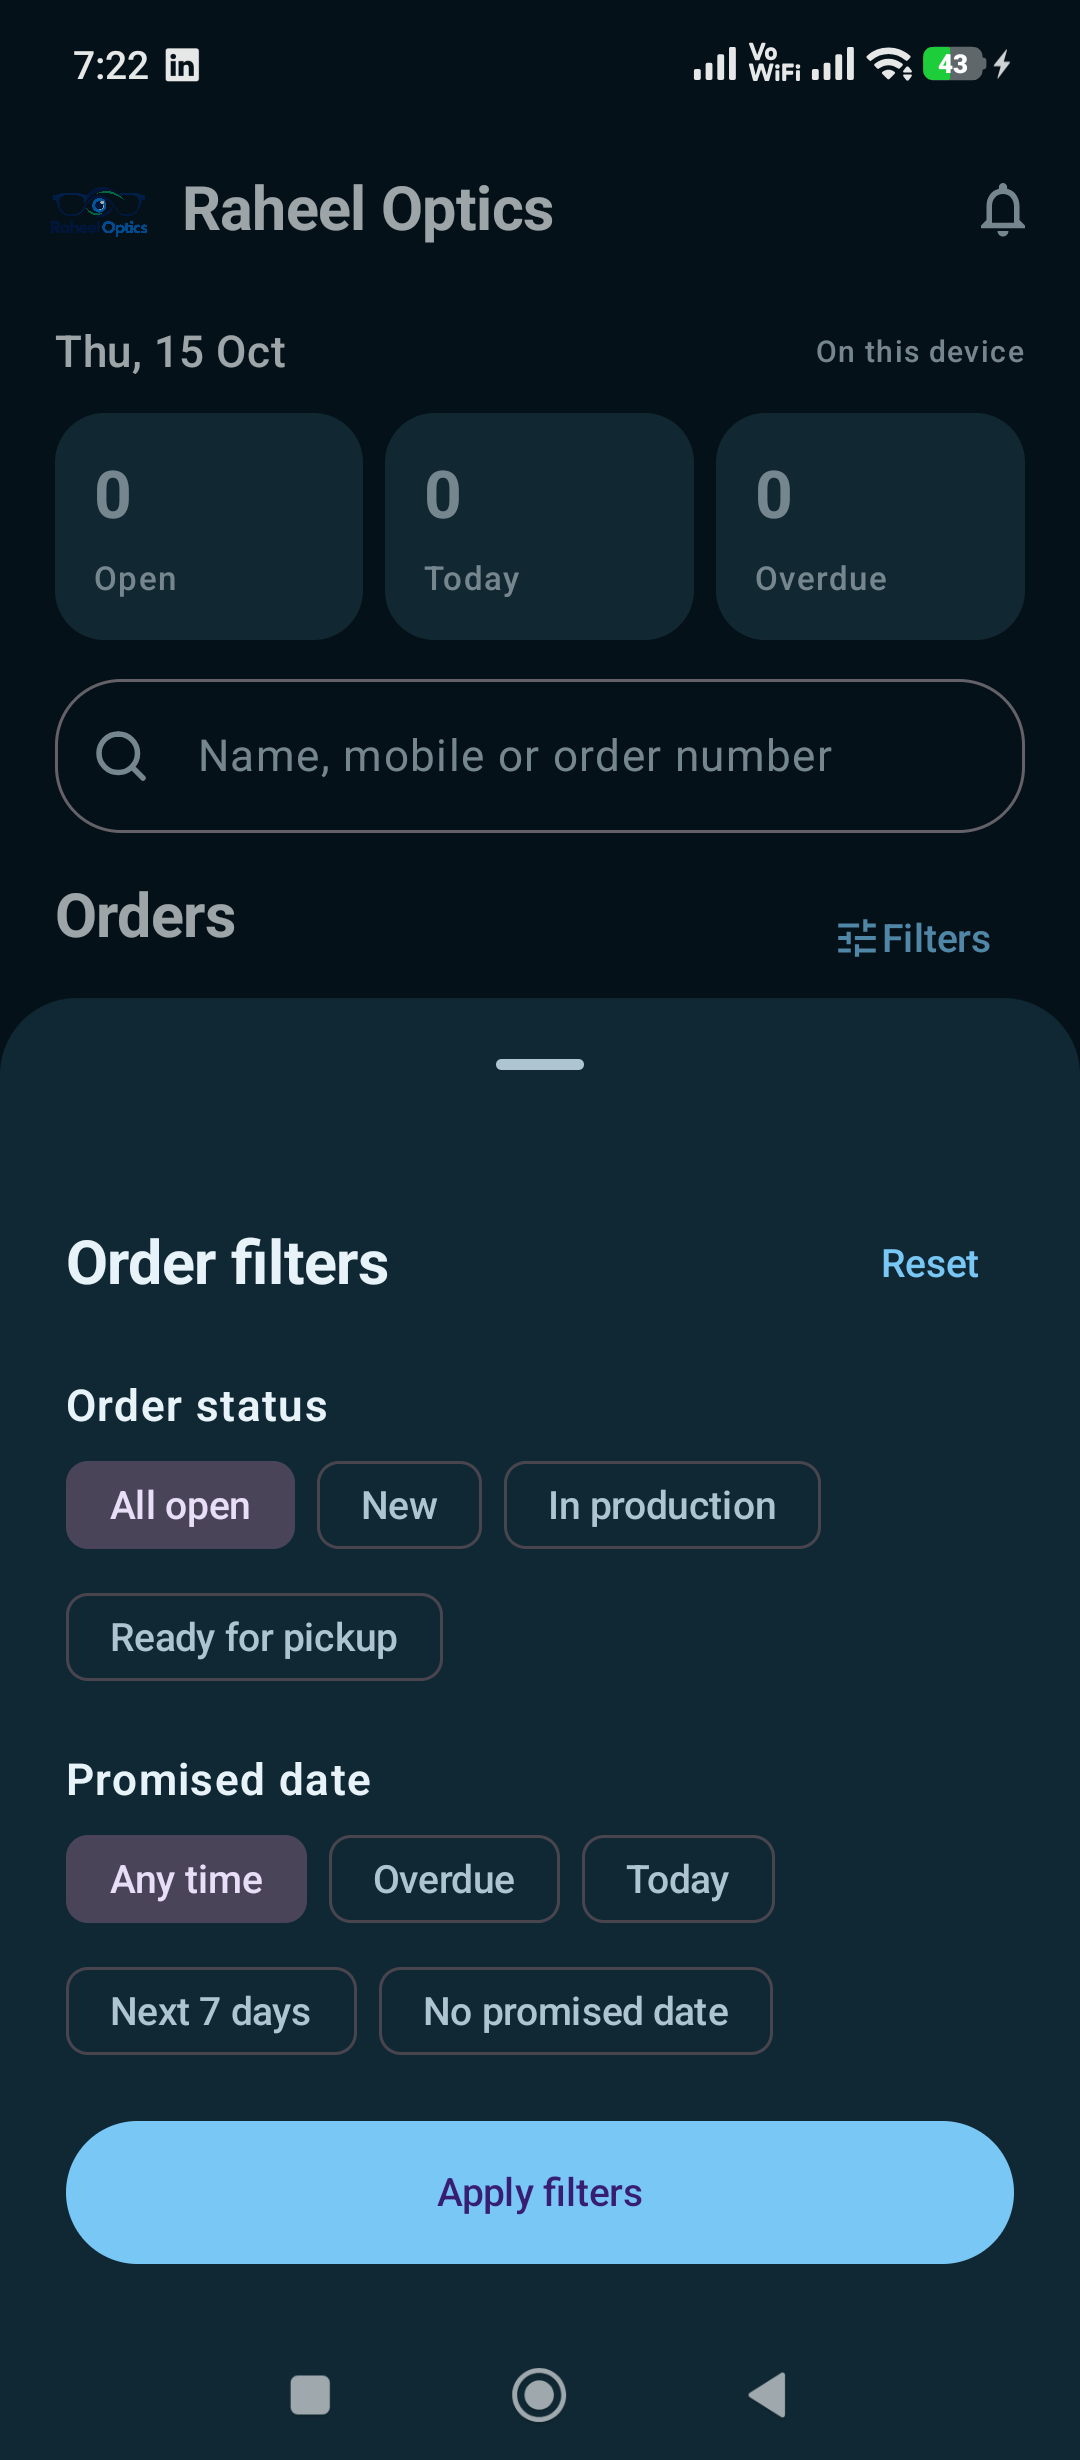 7:22
Vo
WiFi
43
Raheel Optics
Raheel Optics
Thu, 15 Oct
On this device
0
0
0
Open
Today
Overdue
Name, mobile or order number
Orders
Filters
Order filters
Reset
Order status
All open
New
In production
Ready for pickup
Promised date
Any time
Overdue
Today
Next 7 days
No promised date
Apply filters